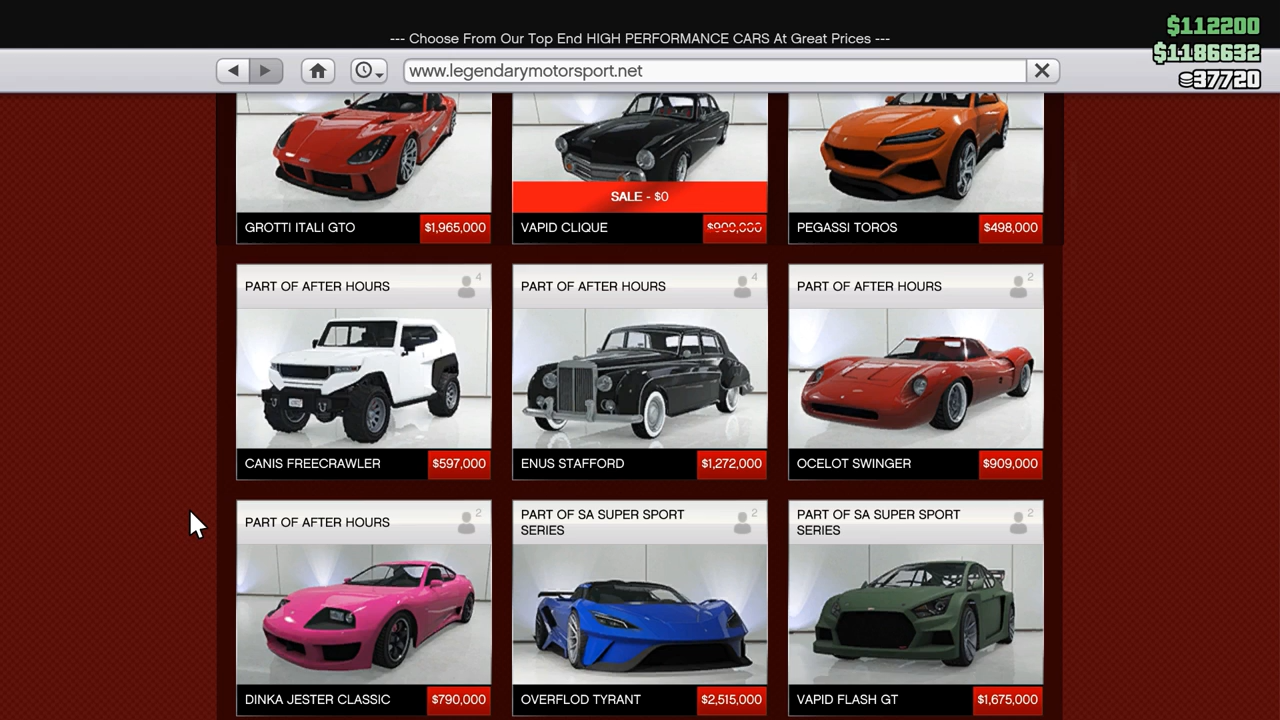 --- Choose From Our Top End HIGH PERFORMANCE CARS At Great Prices ---
$112200
$1186632
37720
www.legendarymotorsport.net
SALE - $0
GROTTI ITALI GTO $1,965,000
VAPID CLIQUE $909,000
PEGASSI TOROS $498,000
PART OF AFTER HOURS 4
PART OF AFTER HOURS 4
PART OF AFTER HOURS 2
CANIS FREECRAWLER $597,000
ENUS STAFFORD $1,272,000
OCELOT SWINGER $909,000
PART OF AFTER HOURS 2
PART OF SA SUPER SPORT
SERIES 2
PART OF SA SUPER SPORT
SERIES 2
DINKA JESTER CLASSIC $790,000
OVERFLOD TYRANT $2,515,000
VAPID FLASH GT $1,675,000